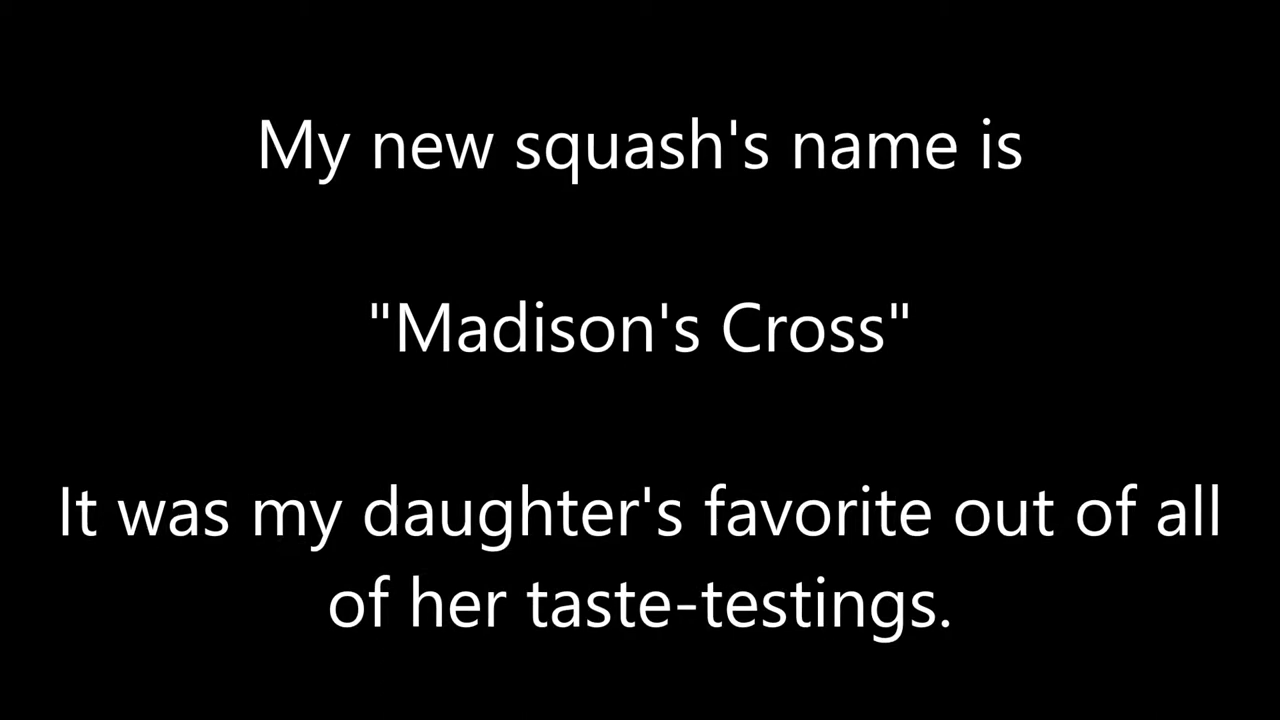 My new squash's name is
"Madison's Cross"
It was my daughter's favorite out of all
of her taste-testings.